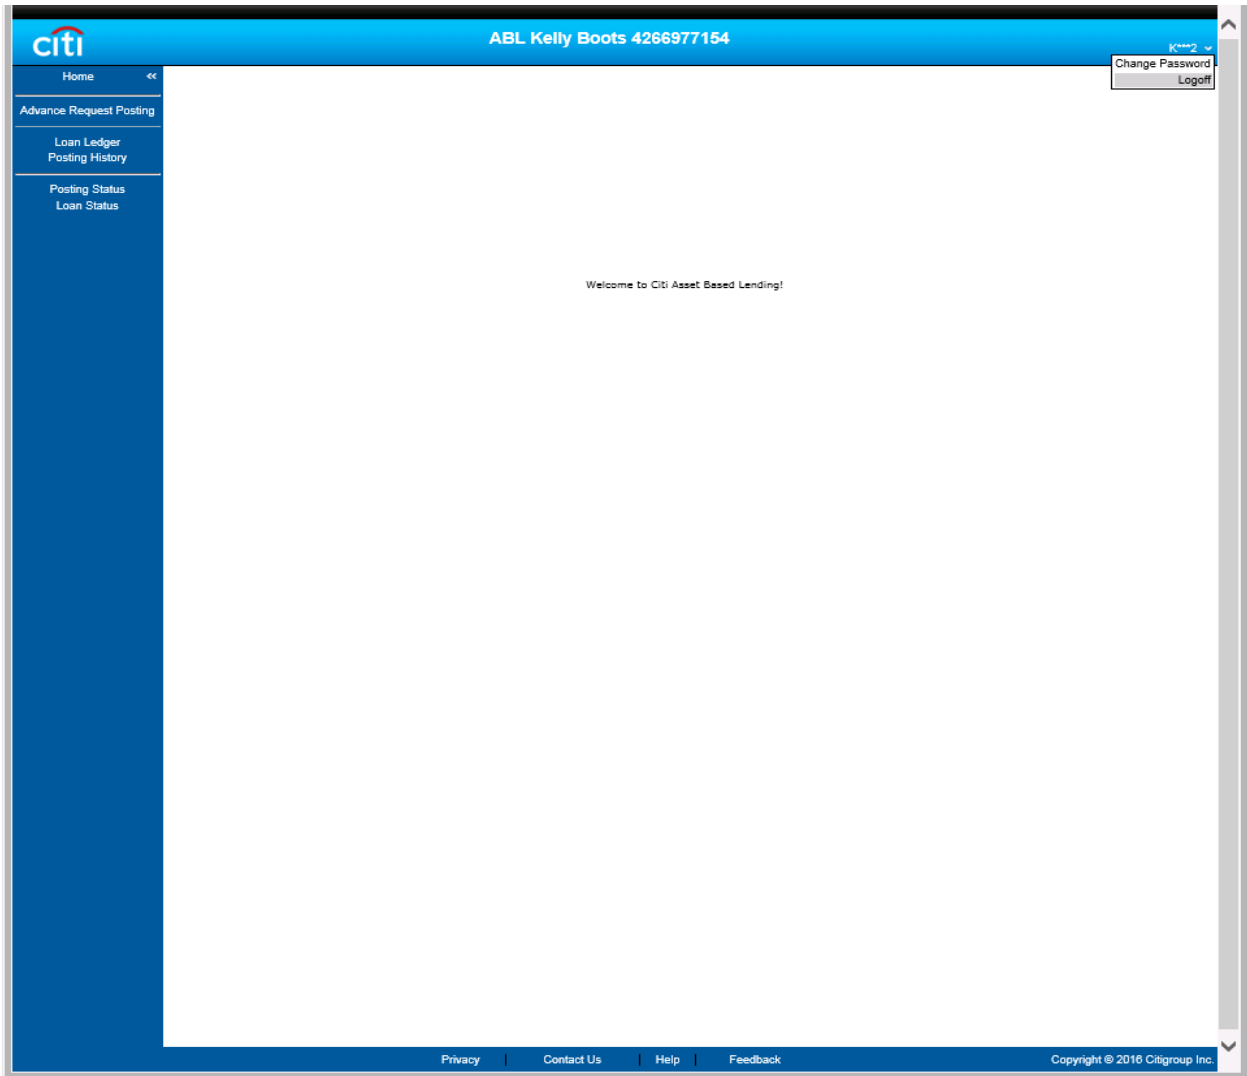 citi
ABL Kelly Boots 4266977154
K***2
Change Password
Logoff
Home «
Advance Request Posting
Loan Ledger
Posting History
Posting Status
Loan Status
Welcome to Citi Asset Based Lending!
Privacy | Contact Us | Help | Feedback
Copyright © 2016 Citigroup Inc.